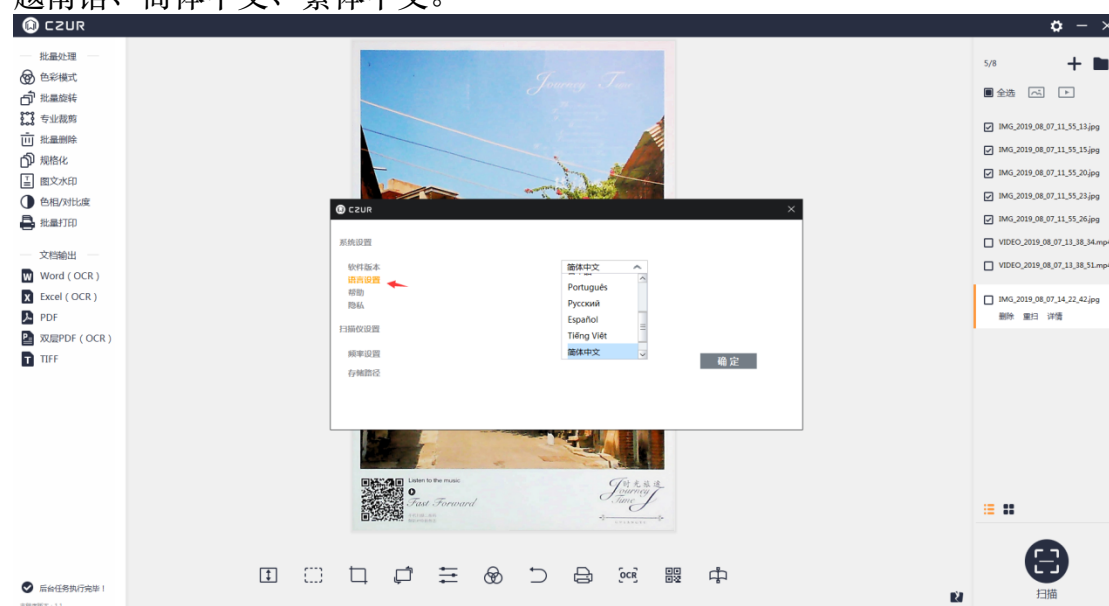 越南语、简体中文、繁体中文。
CZUR
批量处理
色彩模式
批量旋转
专业裁剪
批量删除
规格化
图文水印
色相/对比度
批量打印
文档输出
Word ( OCR )
Excel ( OCR )
PDF
双层PDF ( OCR )
TIFF
后台任务执行完毕！
Journey Time
CZUR
系统设置
软件版本
语言设置
帮助
隐私
扫描仪设置
频率设置
存储路径
简体中文
Português
Русский
Español
Tiếng Việt
简体中文
确定
Listen to the music:
Fast Forward
时光旅途
Journey
Time
OCR
5/8
全选
IMG_2019_08_07_11_55_13.jpg
IMG_2019_08_07_11_55_15.jpg
IMG_2019_08_07_11_55_20.jpg
IMG_2019_08_07_11_55_23.jpg
IMG_2019_08_07_11_55_26.jpg
VIDEO_2019_08_07_13_38_34.mp4
VIDEO_2019_08_07_13_38_51.mp4
IMG_2019_08_07_14_22_42.jpg
删除 重扫 详情
扫描